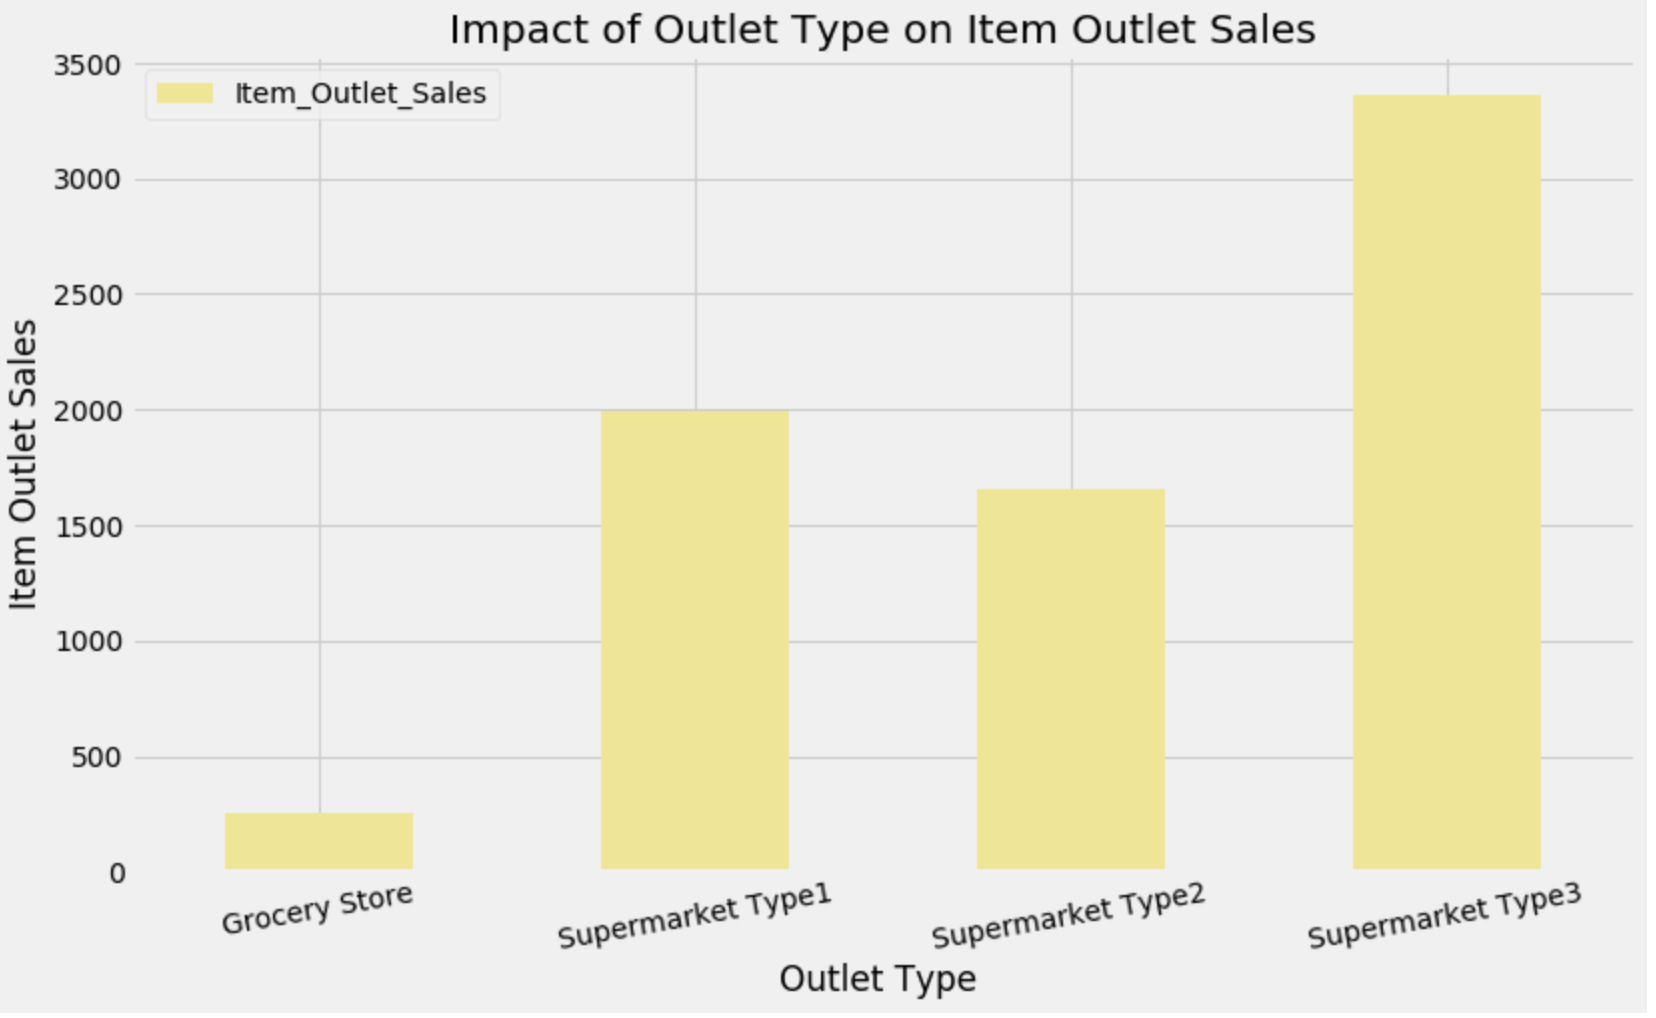 Impact of Outlet Type on Item Outlet Sales
Item_Outlet_Sales
Item Outlet Sales
3500
3000
2500
2000
1500
1000
500
0
Grocery Store
Supermarket Type1
Supermarket Type2
Supermarket Type3
Outlet Type